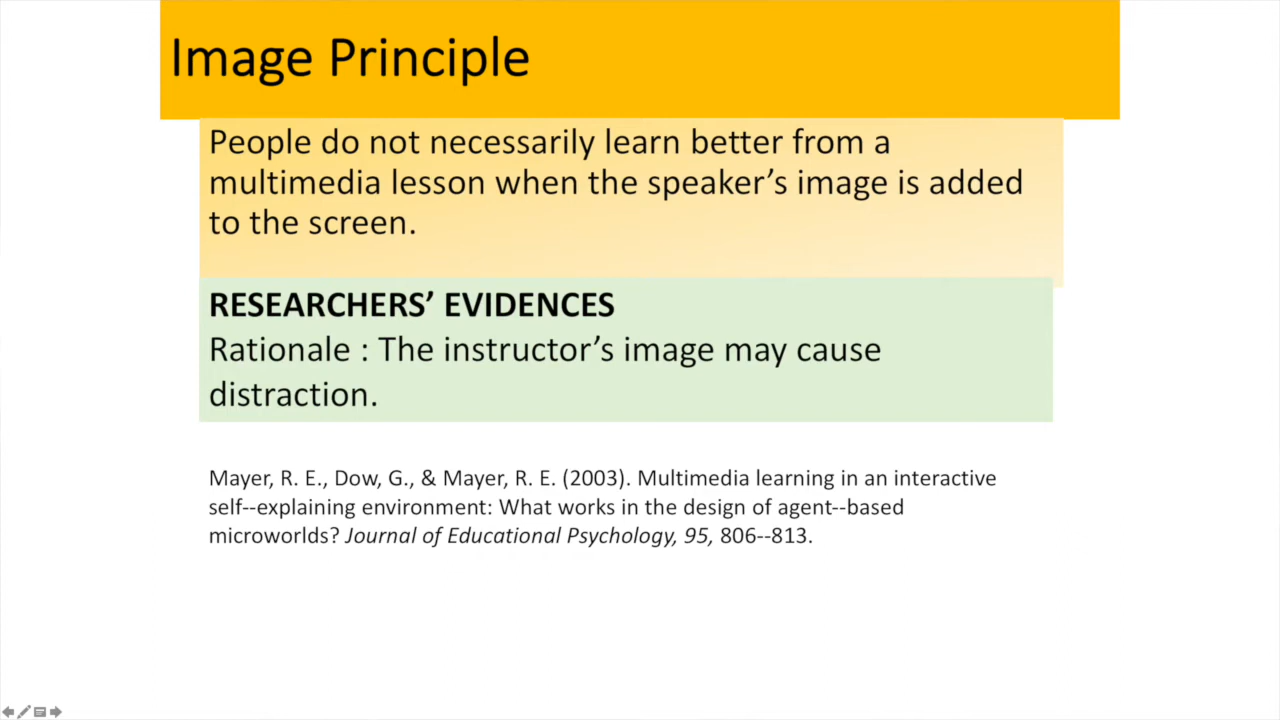 Image Principle
People do not necessarily learn better from a
multimedia lesson when the speaker’s image is added
to the screen.
RESEARCHERS’ EVIDENCES
Rationale : The instructor’s image may cause
distraction.
Mayer, R. E., Dow, G., & Mayer, R. E. (2003). Multimedia learning in an interactive
self--explaining environment: What works in the design of agent--based
microworlds? Journal of Educational Psychology, 95, 806--813.